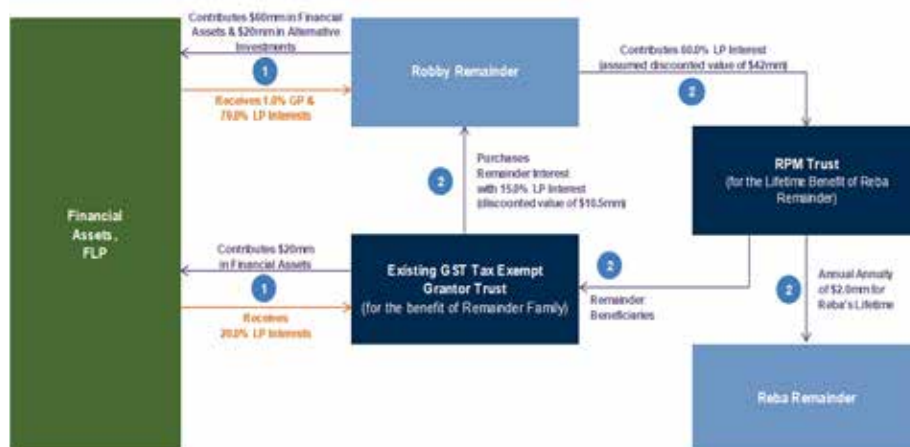 Contributes $60mm in Financial
Assets & $20mm in Alternative
Investments
1
Receives 1.0% GP &
79.0% LP Interests
Robby Remainder
Contributes 60.0% LP Interest
(assumed discounted value of $42mm)
2
RPM Trust
(for the Lifetime Benefit of Reba
Remainder)
2
Purchases
Remainder Interest
with 15.0% LP Interest
(discounted value of $10.5mm)
Financial
Assets,
FLP
Contributes $20mm
in Financial Assets
1
Receives
20.0% LP Interests
Existing GST Tax Exempt
Grantor Trust
(for the benefit of Remainder Family)
2
Remainder
Beneficiaries
2
Annual Annuity
of $2.0mm for
Reba's Lifetime
Reba Remainder